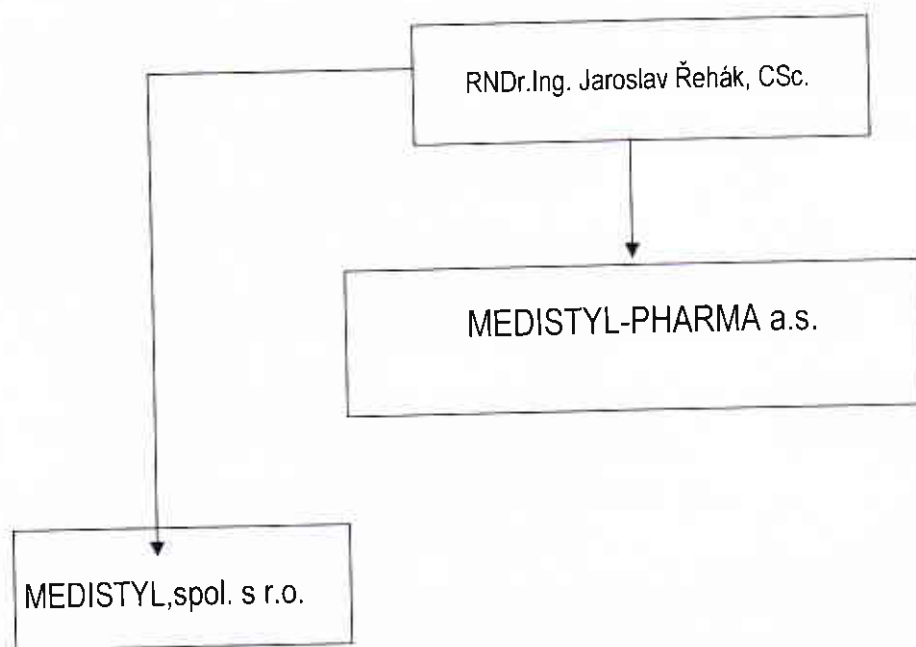 RNDr.Ing. Jaroslav Řehák, CSc.
MEDISTYL-PHARMA a.s.
MEDISTYL,spol. s r.o.